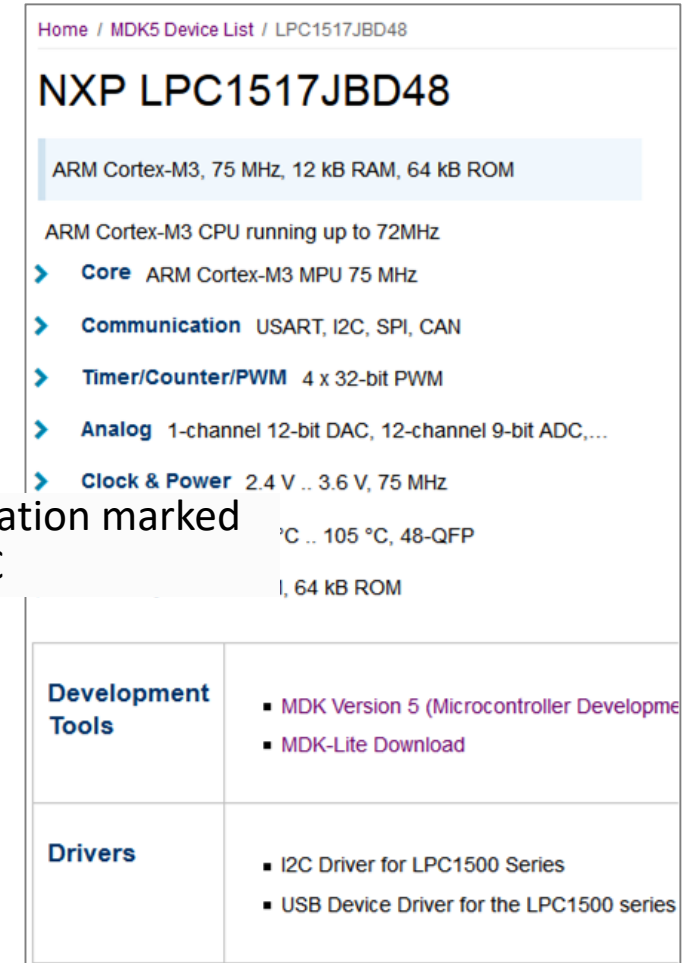 Home / MDK5 Device List / LPC1517JBD48
NXP LPC1517JBD48
ARM Cortex-M3, 75 MHz, 12 kB RAM, 64 kB ROM
ARM Cortex-M3 CPU running up to 72MHz
Core ARM Cortex-M3 MPU 75 MHz
Communication USART, I2C, SPI, CAN
Timer/Counter/PWM 4 x 32-bit PWM
Analog 1-channel 12-bit DAC, 12-channel 9-bit ADC,...
Clock & Power 2.4 V .. 3.6 V, 75 MHz
ation marked
°C .. 105 °C, 48-QFP
, 64 kB ROM
Development
Tools
MDK Version 5 (Microcontroller Developme
MDK-Lite Download
Drivers
I2C Driver for LPC1500 Series
USB Device Driver for the LPC1500 series